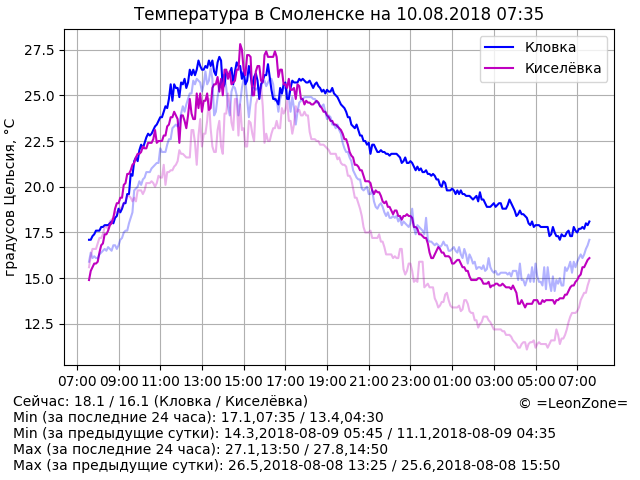 Температура в Смоленске на 10.08.2018 07:35
Кловка
Киселёвка
градусов Цельсия, °C
27.5
25.0
22.5
20.0
17.5
15.0
12.5
07:00 09:00 11:00 13:00 15:00 17:00 19:00 21:00 23:00 01:00 03:00 05:00 07:00
Сейчас: 18.1 / 16.1 (Кловка / Киселёвка)
© =LeonZone=
Min (за последние 24 часа): 17.1,07:35 / 13.4,04:30
Min (за предыдущие сутки): 14.3,2018-08-09 05:45 / 11.1,2018-08-09 04:35
Max (за последние 24 часа): 27.1,13:50 / 27.8,14:50
Max (за предыдущие сутки): 26.5,2018-08-08 13:25 / 25.6,2018-08-08 15:50